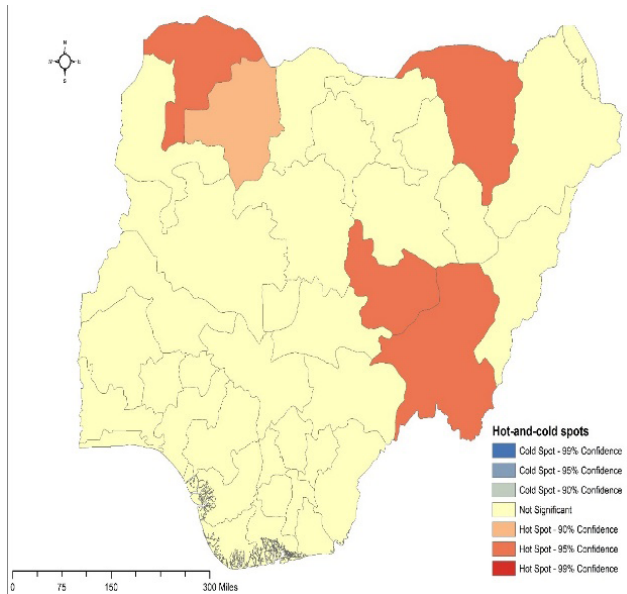 N
W
E
S
Hot-and-cold spots
Cold Spot - 99% Confidence
Cold Spot - 95% Confidence
Cold Spot - 90% Confidence
Not Significant
Hot Spot - 90% Confidence
Hot Spot - 95% Confidence
Hot Spot - 99% Confidence
0 75 150 300 Miles